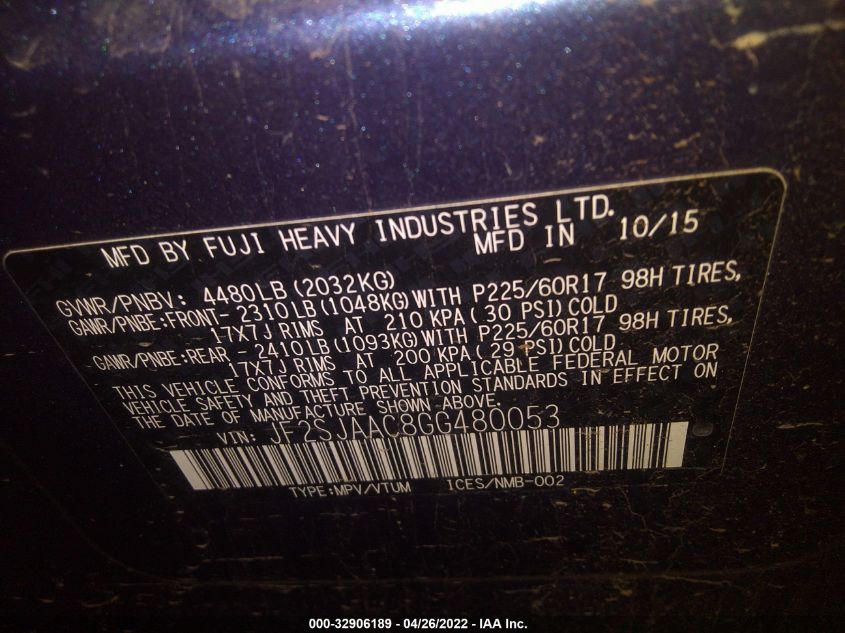 MFD BY FUJI HEAVY INDUSTRIES LTD.
MFD IN 10/15
GVWR/PNBV: 4480LB (2032KG)
GAWR/PNBE:FRONT- 2310LB (1048KG) WITH P225/60R17 98H TIRES,
17X7J RIMS AT 210 KPA ( 30 PSI) COLD
GAWR/PNBE:REAR - 2410LB (1093KG) WITH P225/60R17 98H TIRES,
17X7J RIMS AT 200 KPA ( 29 PSI) COLD
THIS VEHICLE CONFORMS TO ALL APPLICABLE FEDERAL MOTOR
VEHICLE SAFETY AND THEFT PREVENTION STANDARDS IN EFFECT ON
THE DATE OF MANUFACTURE SHOWN ABOVE.
VIN: JF2SJAAC8GG480053
TYPE:MPV/VTUM ICES/NMB-002
000-32906189 - 04/26/2022 - IAA Inc.